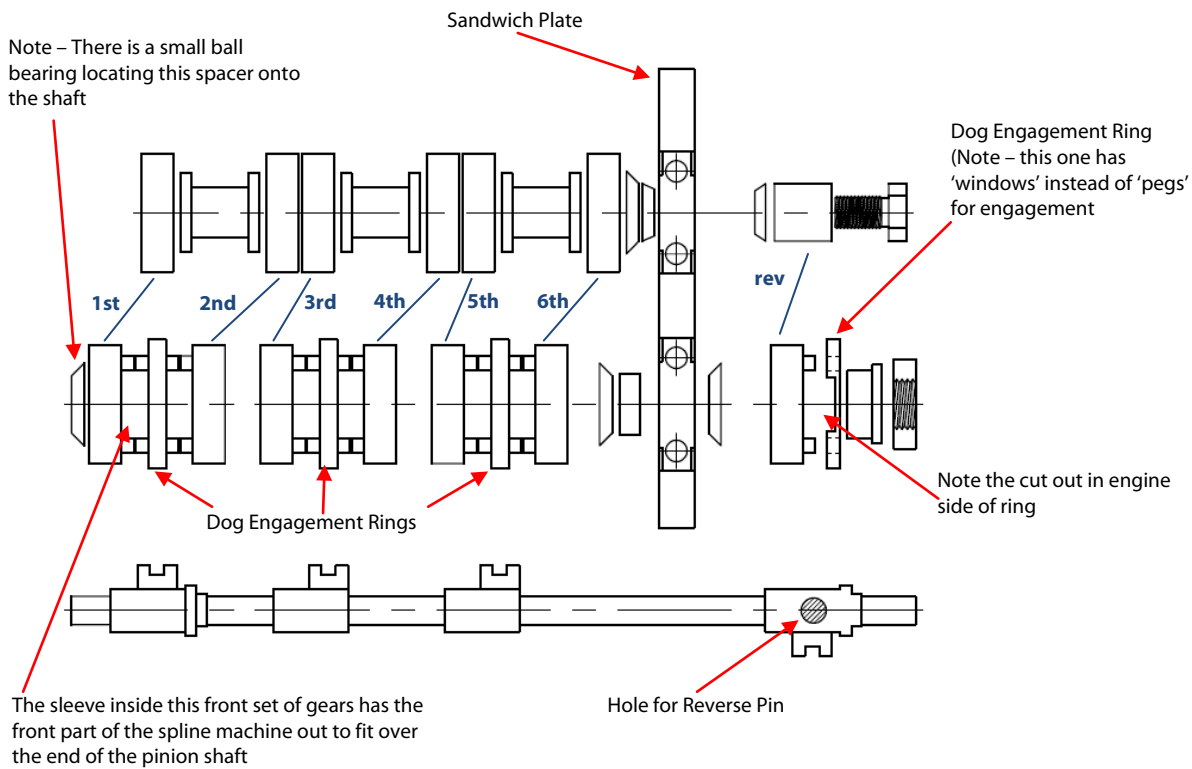 Sandwich Plate
Note – There is a small ball
bearing locating this spacer onto
the shaft
Dog Engagement Ring
(Note – this one has
‘windows’ instead of ‘pegs’
for engagement
1st
2nd
3rd
4th
5th
6th
rev
Note the cut out in engine
side of ring
Dog Engagement Rings
The sleeve inside this front set of gears has the
front part of the spline machine out to fit over
the end of the pinion shaft
Hole for Reverse Pin